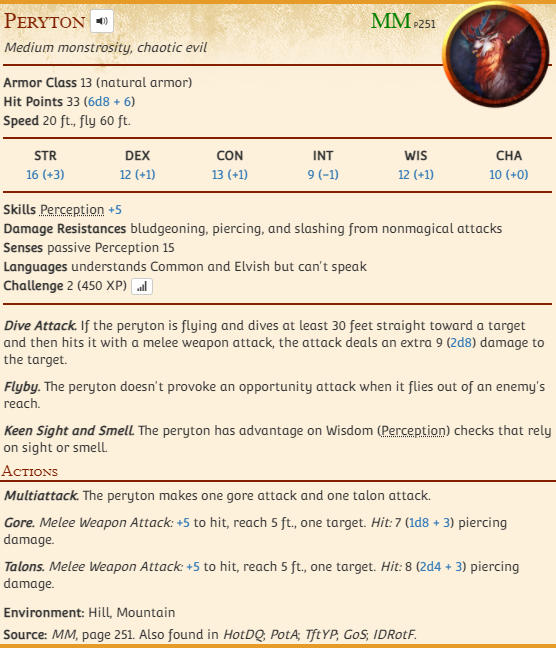 Peryton
MM P251
Medium monstrosity, chaotic evil
Armor Class 13 (natural armor)
Hit Points 33 (6d8 + 6)
Speed 20 ft., fly 60 ft.
STR DEX CON INT WIS CHA
16 (+3) 12 (+1) 13 (+1) 9 (−1) 12 (+1) 10 (+0)
Skills Perception +5
Damage Resistances bludgeoning, piercing, and slashing from nonmagical attacks
Senses passive Perception 15
Languages understands Common and Elvish but can't speak
Challenge 2 (450 XP)
Dive Attack. If the peryton is flying and dives at least 30 feet straight toward a target
and then hits it with a melee weapon attack, the attack deals an extra 9 (2d8) damage to
the target.
Flyby. The peryton doesn't provoke an opportunity attack when it flies out of an enemy's
reach.
Keen Sight and Smell. The peryton has advantage on Wisdom (Perception) checks that rely
on sight or smell.
Actions
Multiattack. The peryton makes one gore attack and one talon attack.
Gore. Melee Weapon Attack: +5 to hit, reach 5 ft., one target. Hit: 7 (1d8 + 3) piercing
damage.
Talons. Melee Weapon Attack: +5 to hit, reach 5 ft., one target. Hit: 8 (2d4 + 3) piercing
damage.
Environment: Hill, Mountain
Source: MM, page 251. Also found in HotDQ; PotA; TftYP; GoS; IDRotF.